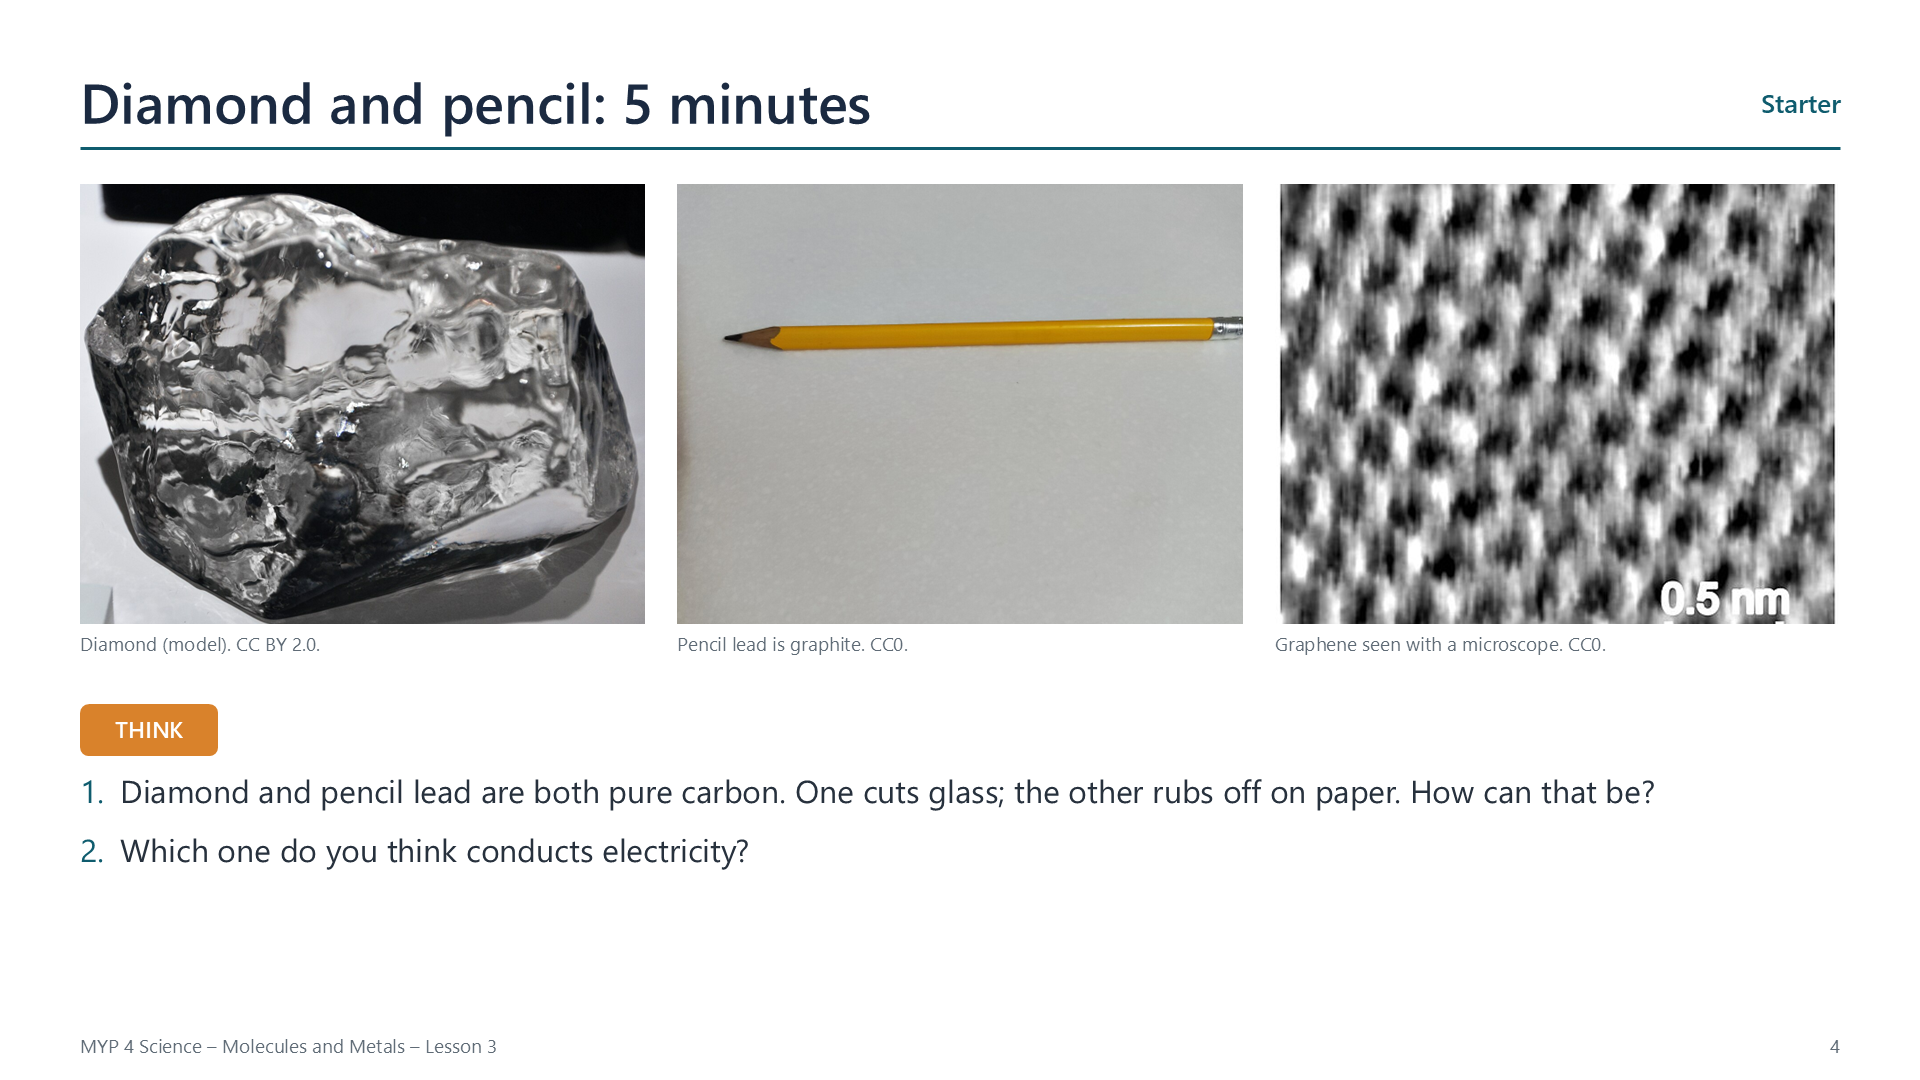 Diamond and pencil: 5 minutes
Starter
0.5 nm
Diamond (model). CC BY 2.0.
Pencil lead is graphite. CC0.
Graphene seen with a microscope. CC0.
THINK
1. Diamond and pencil lead are both pure carbon. One cuts glass; the other rubs off on paper. How can that be?
2. Which one do you think conducts electricity?
MYP 4 Science – Molecules and Metals – Lesson 3
4